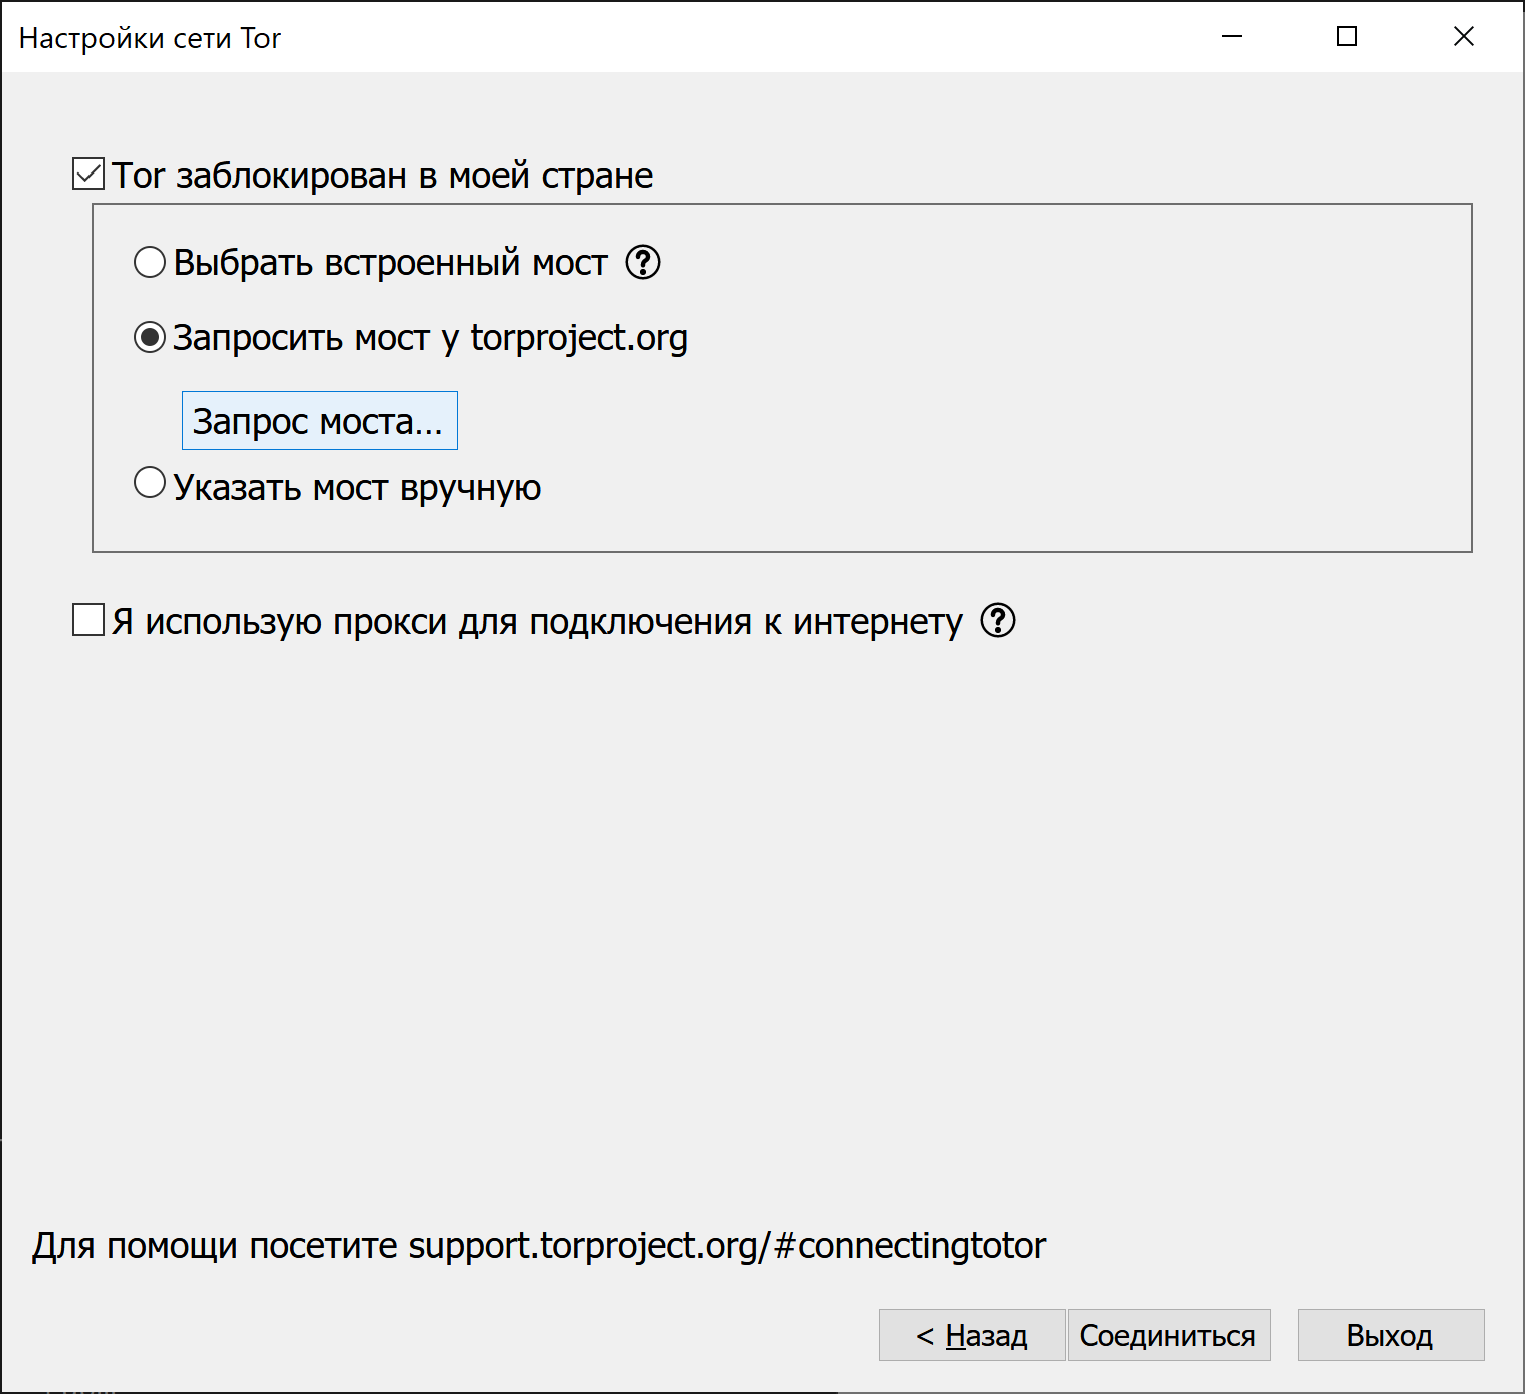 Настройки сети Tor
Tor заблокирован в моей стране
Выбрать встроенный мост ?
Запросить мост у torproject.org
Запрос моста...
Указать мост вручную
Я использую прокси для подключения к интернету ?
Для помощи посетите support.torproject.org/#connectingtotor
< Назад Соединиться Выход